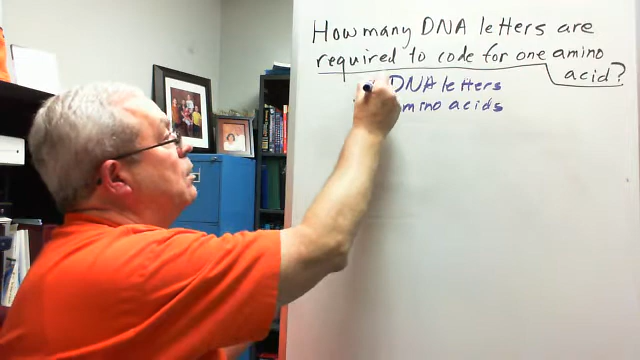 How many DNA letters are
required to code for one amino
acid?
DNA letters
amino acids